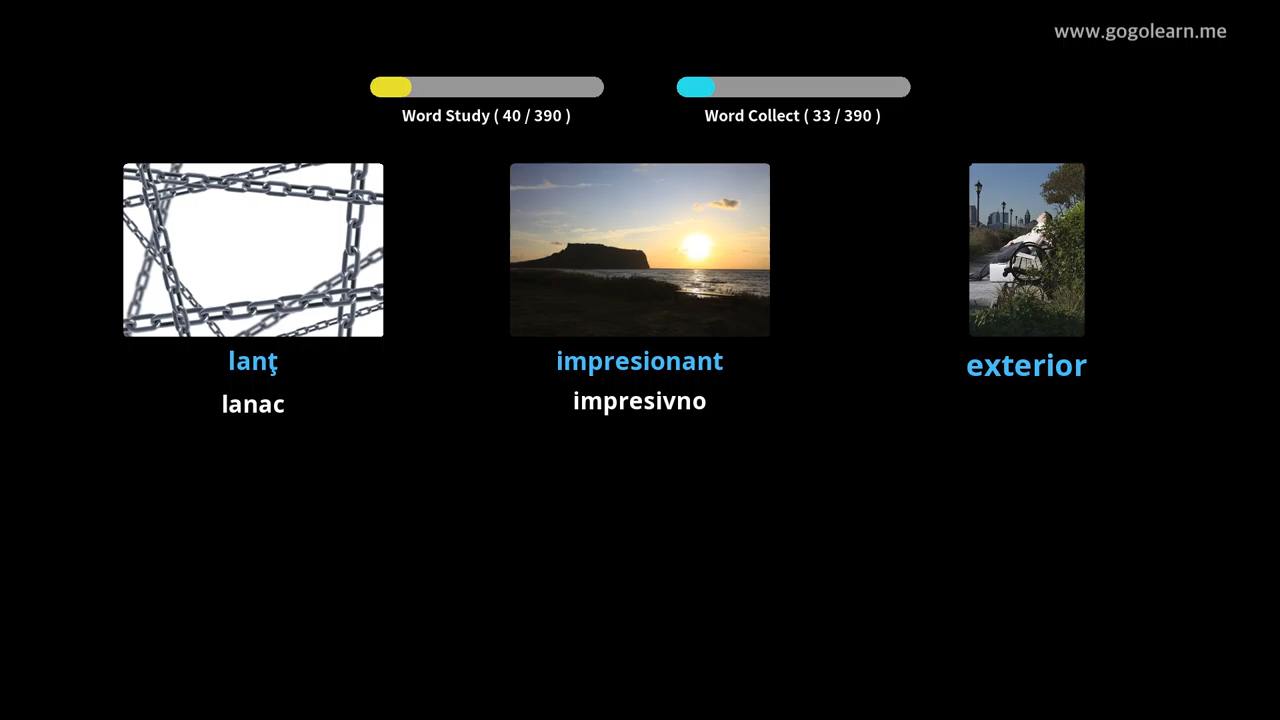 www.gogolearn.me
Word Study ( 40 / 390 )
Word Collect ( 33 / 390 )
lanţ
lanac
impresionant
impresivno
exterior